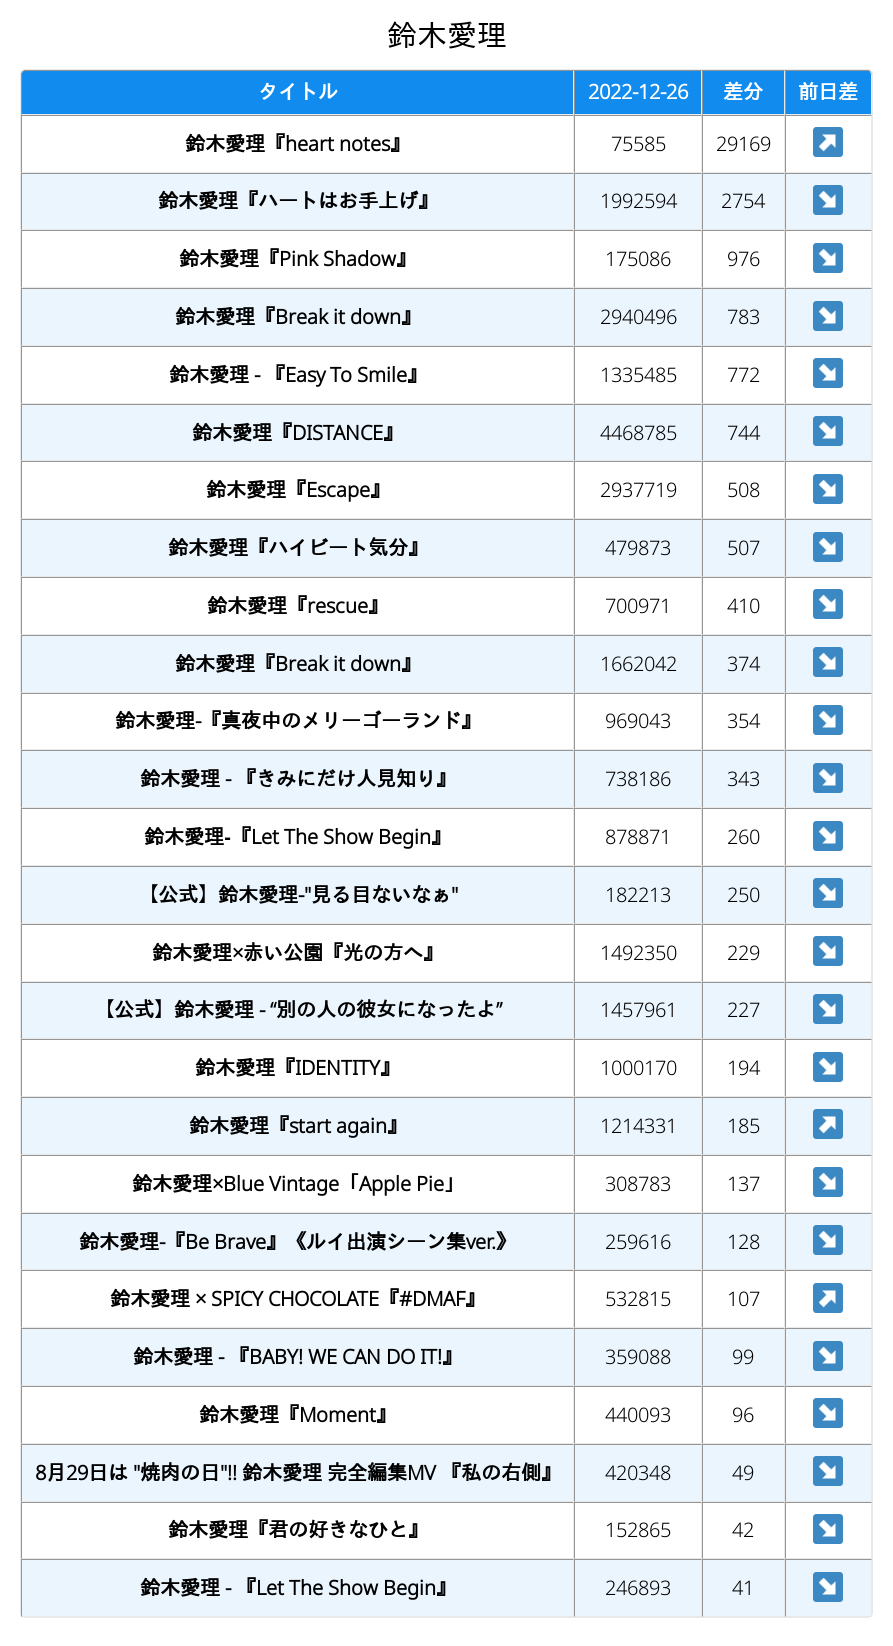 鈴木愛理
タイトル 2022-12-26 差分 前日差
鈴木愛理『heart notes』 75585 29169 ↗
鈴木愛理『ハートはお手上げ』 1992594 2754 ↘
鈴木愛理『Pink Shadow』 175086 976 ↘
鈴木愛理『Break it down』 2940496 783 ↘
鈴木愛理 - 『Easy To Smile』 1335485 772 ↘
鈴木愛理『DISTANCE』 4468785 744 ↘
鈴木愛理『Escape』 2937719 508 ↘
鈴木愛理『ハイビート気分』 479873 507 ↘
鈴木愛理『rescue』 700971 410 ↘
鈴木愛理『Break it down』 1662042 374 ↘
鈴木愛理-『真夜中のメリーゴーランド』 969043 354 ↘
鈴木愛理 - 『きみにだけ人見知り』 738186 343 ↘
鈴木愛理-『Let The Show Begin』 878871 260 ↘
【公式】鈴木愛理-"見る目ないなぁ" 182213 250 ↘
鈴木愛理×赤い公園『光の方へ』 1492350 229 ↘
【公式】鈴木愛理 - “別の人の彼女になったよ” 1457961 227 ↘
鈴木愛理『IDENTITY』 1000170 194 ↘
鈴木愛理『start again』 1214331 185 ↗
鈴木愛理×Blue Vintage「Apple Pie」 308783 137 ↘
鈴木愛理-『Be Brave』《ルイ出演シーン集ver.》 259616 128 ↘
鈴木愛理 × SPICY CHOCOLATE『#DMAF』 532815 107 ↗
鈴木愛理 - 『BABY! WE CAN DO IT!』 359088 99 ↘
鈴木愛理『Moment』 440093 96 ↘
8月29日は "焼肉の日"!! 鈴木愛理 完全編集MV 『私の右側』 420348 49 ↘
鈴木愛理『君の好きなひと』 152865 42 ↘
鈴木愛理 - 『Let The Show Begin』 246893 41 ↘